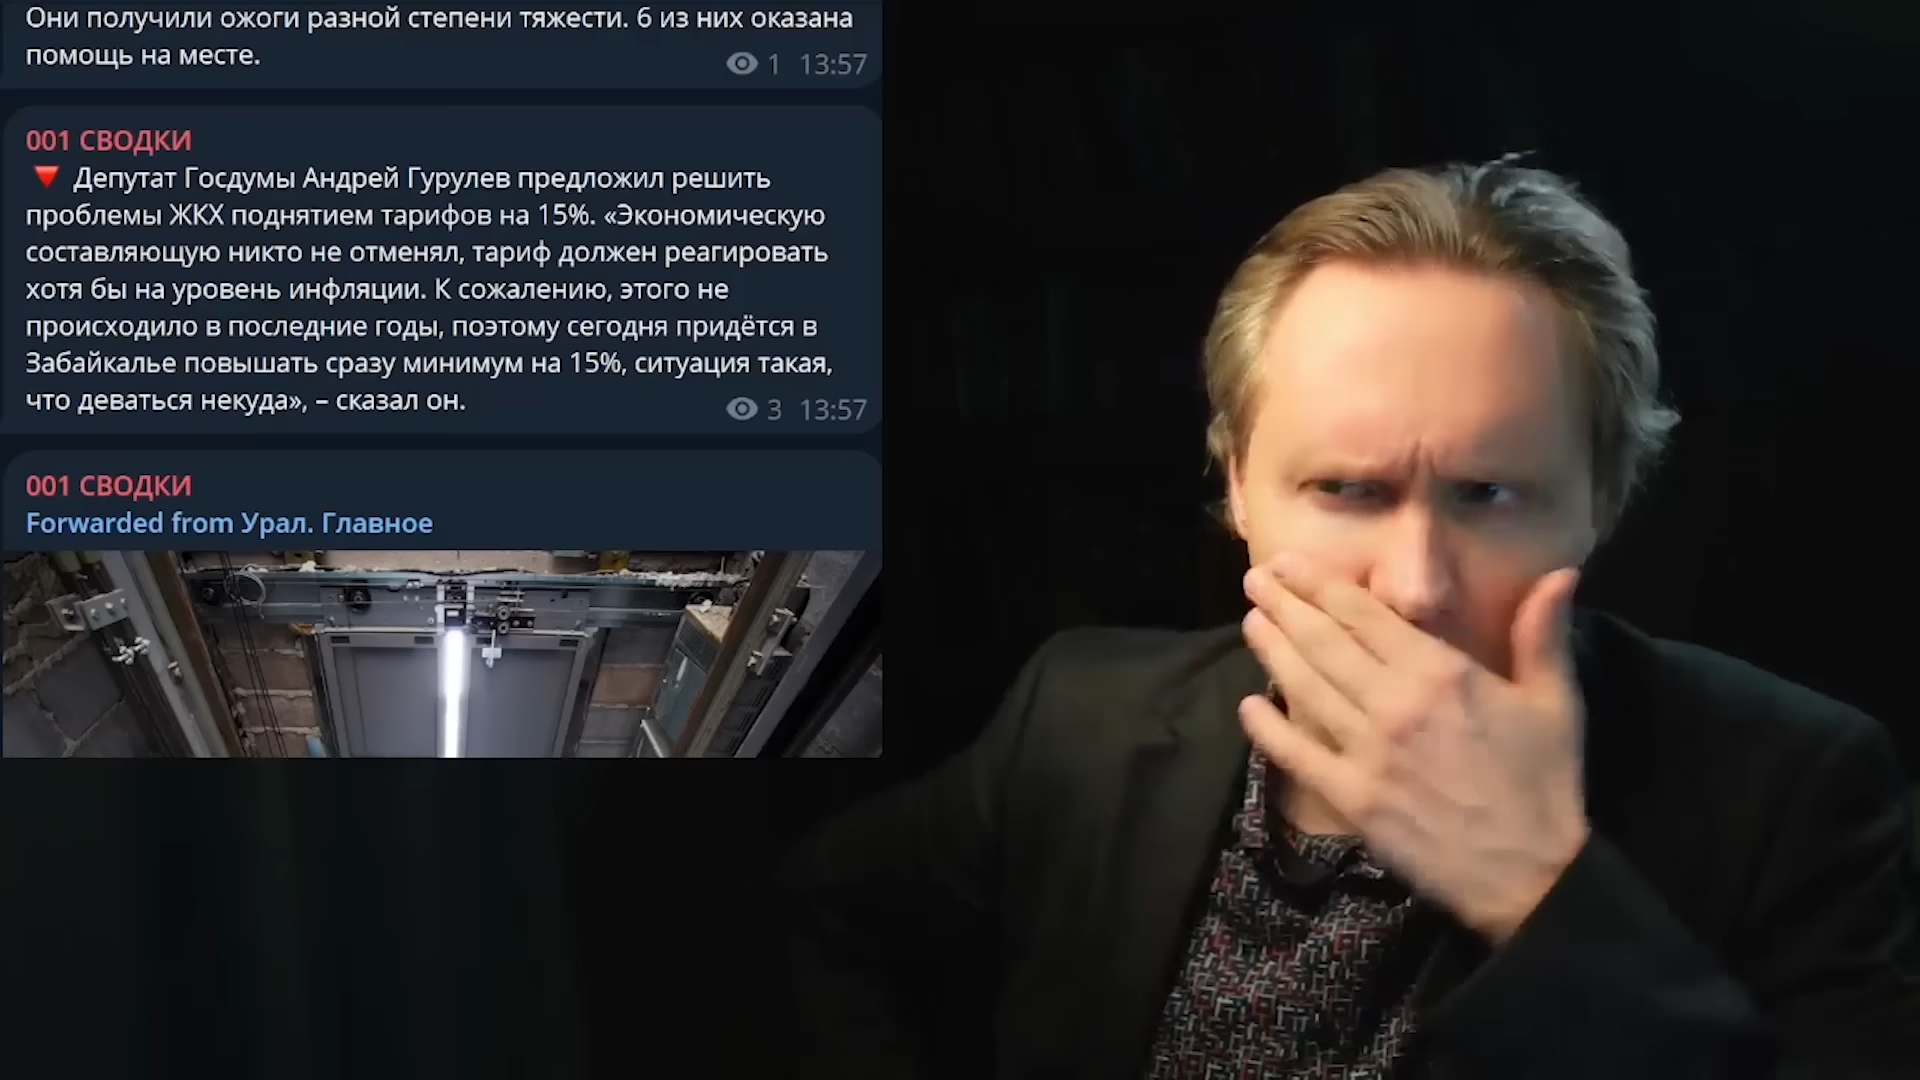 Они получили ожоги разной степени тяжести. 6 из них оказана
помощь на месте.
1 13:57
001 СВОДКИ
🔻 Депутат Госдумы Андрей Гурулев предложил решить
проблемы ЖКХ поднятием тарифов на 15%. «Экономическую
составляющую никто не отменял, тариф должен реагировать
хотя бы на уровень инфляции. К сожалению, этого не
происходило в последние годы, поэтому сегодня придётся в
Забайкалье повышать сразу минимум на 15%, ситуация такая,
что деваться некуда», – сказал он.
3 13:57
001 СВОДКИ
Forwarded from Урал. Главное